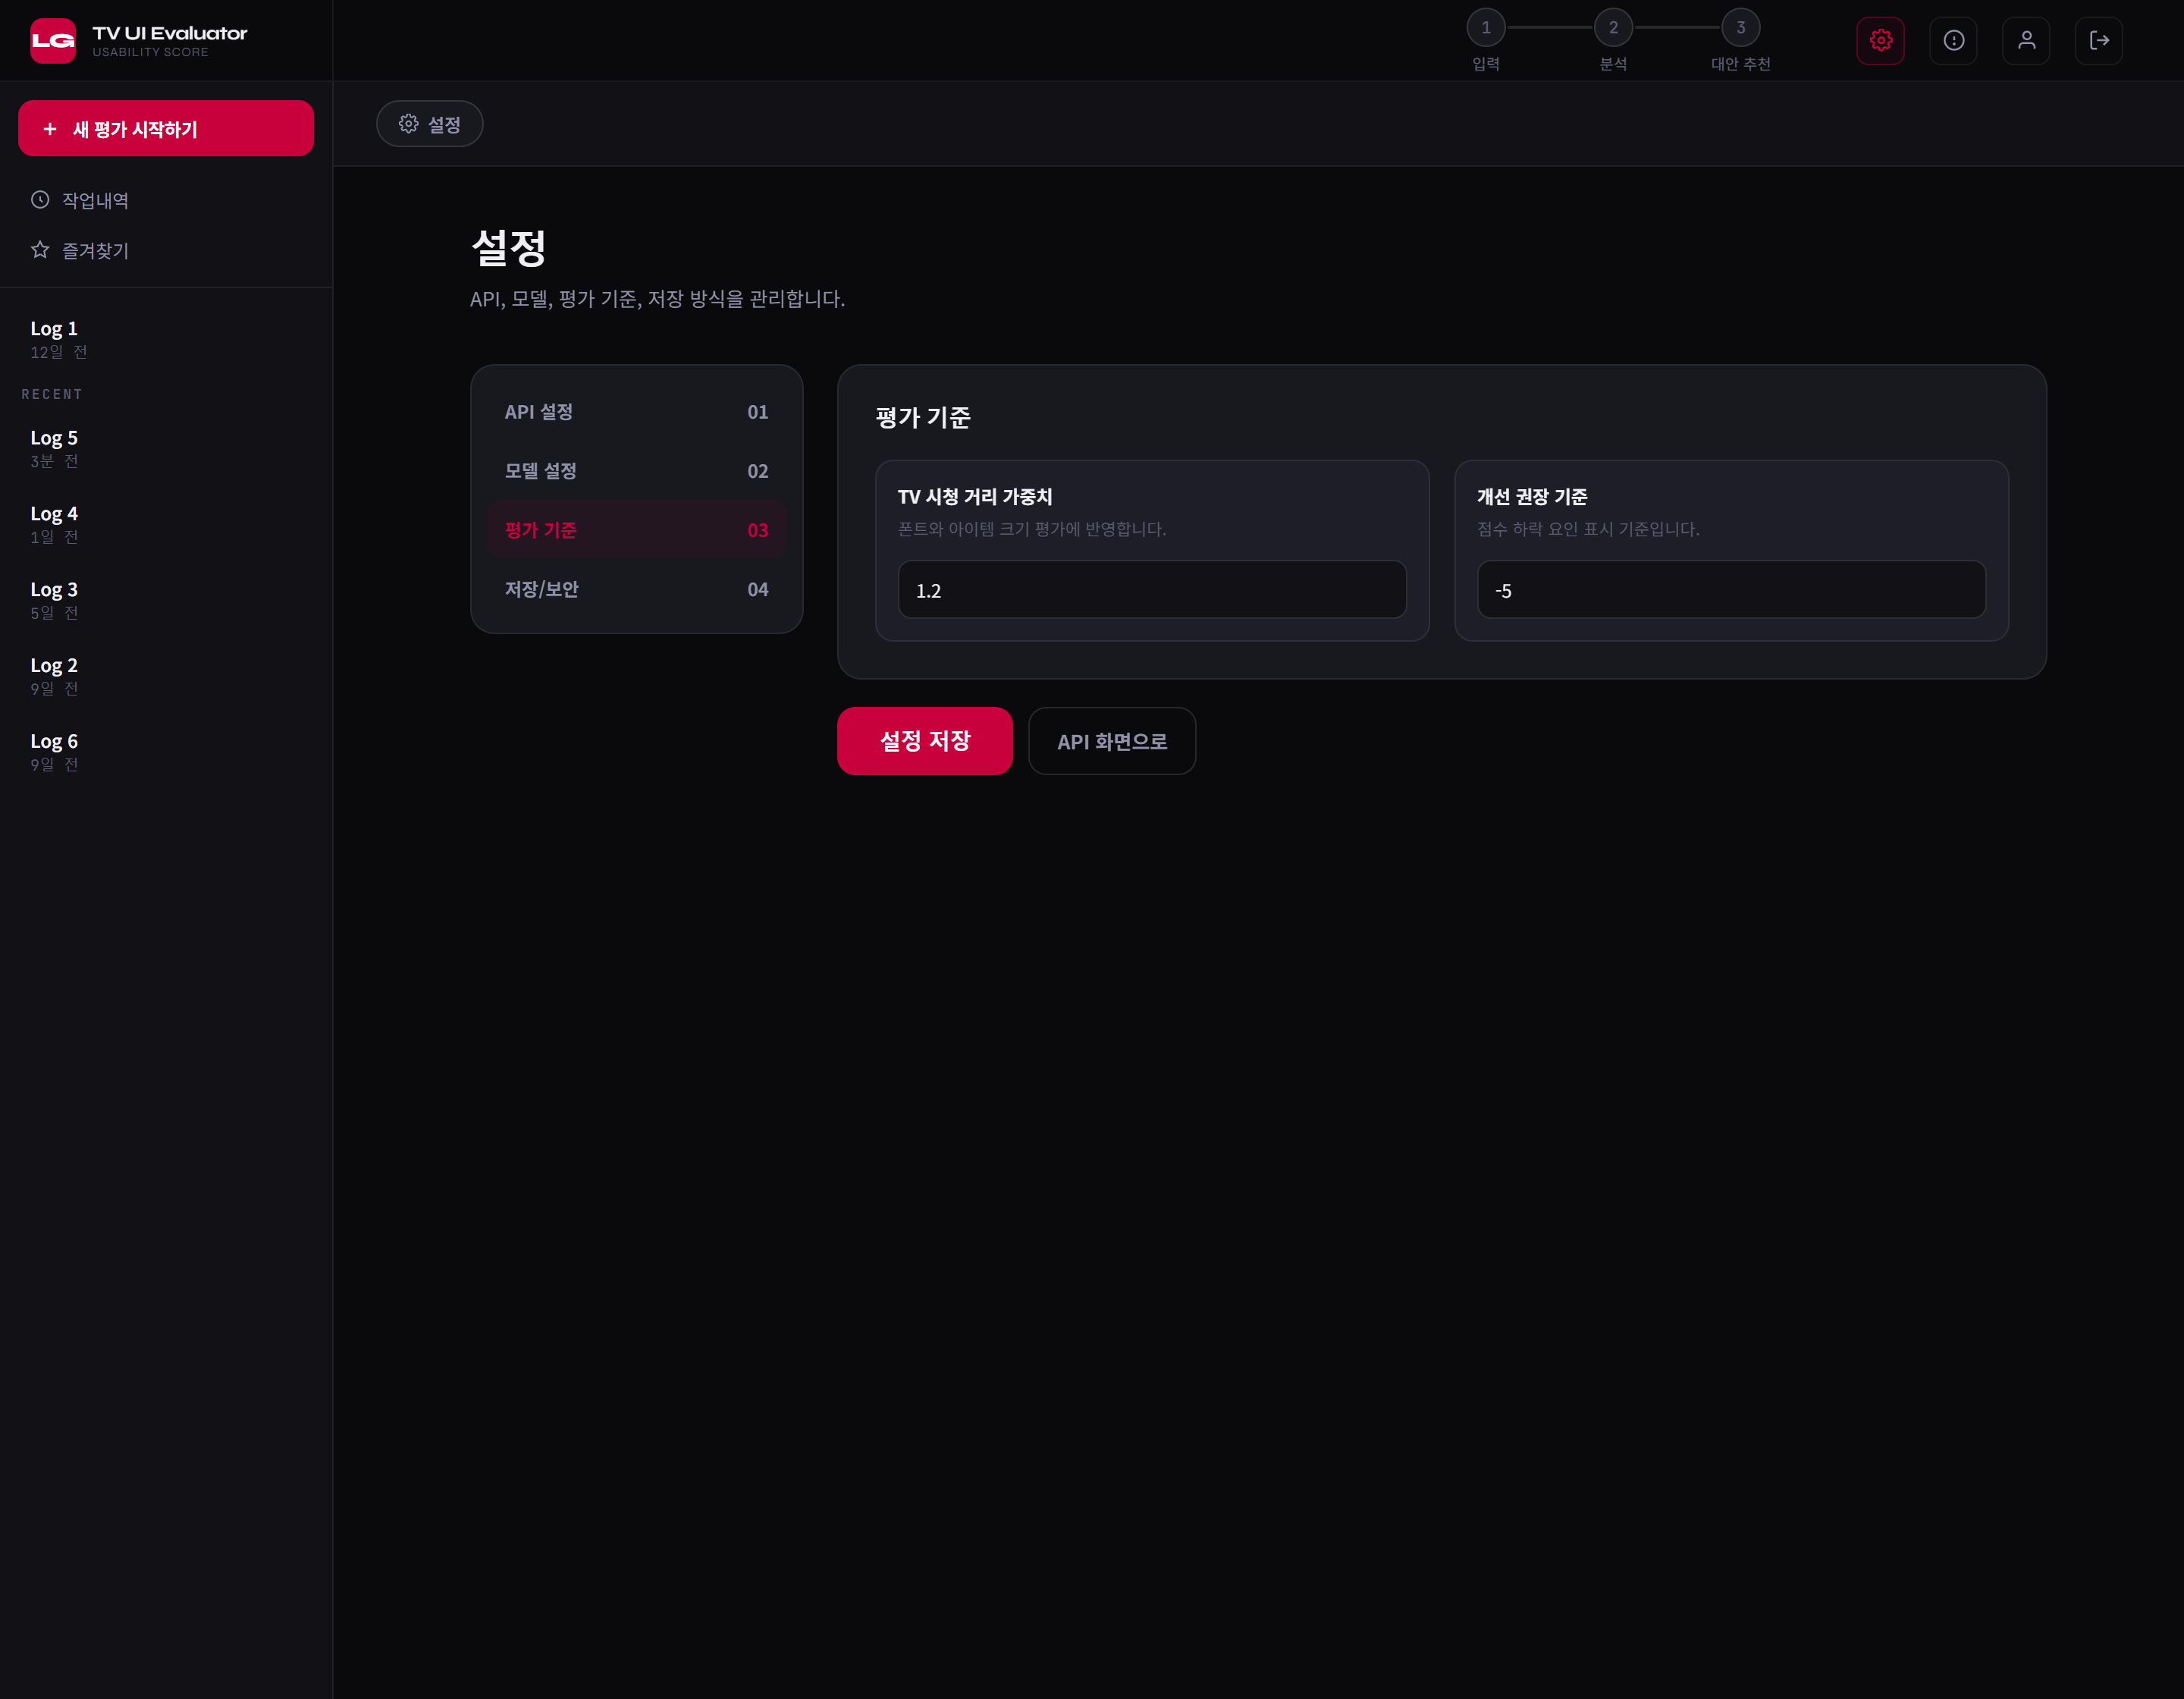 LG
TV UI Evaluator
USABILITY SCORE
1
2
3
입력
분석
대안 추천
+ 새 평가 시작하기
작업내역
즐겨찾기
Log 1
12일 전
RECENT
Log 5
3분 전
Log 4
1일 전
Log 3
5일 전
Log 2
9일 전
Log 6
9일 전
설정
설정
API, 모델, 평가 기준, 저장 방식을 관리합니다.
API 설정 01
모델 설정 02
평가 기준 03
저장/보안 04
평가 기준
TV 시청 거리 가중치
폰트와 아이템 크기 평가에 반영합니다.
1.2
개선 권장 기준
점수 하락 요인 표시 기준입니다.
-5
설정 저장
API 화면으로